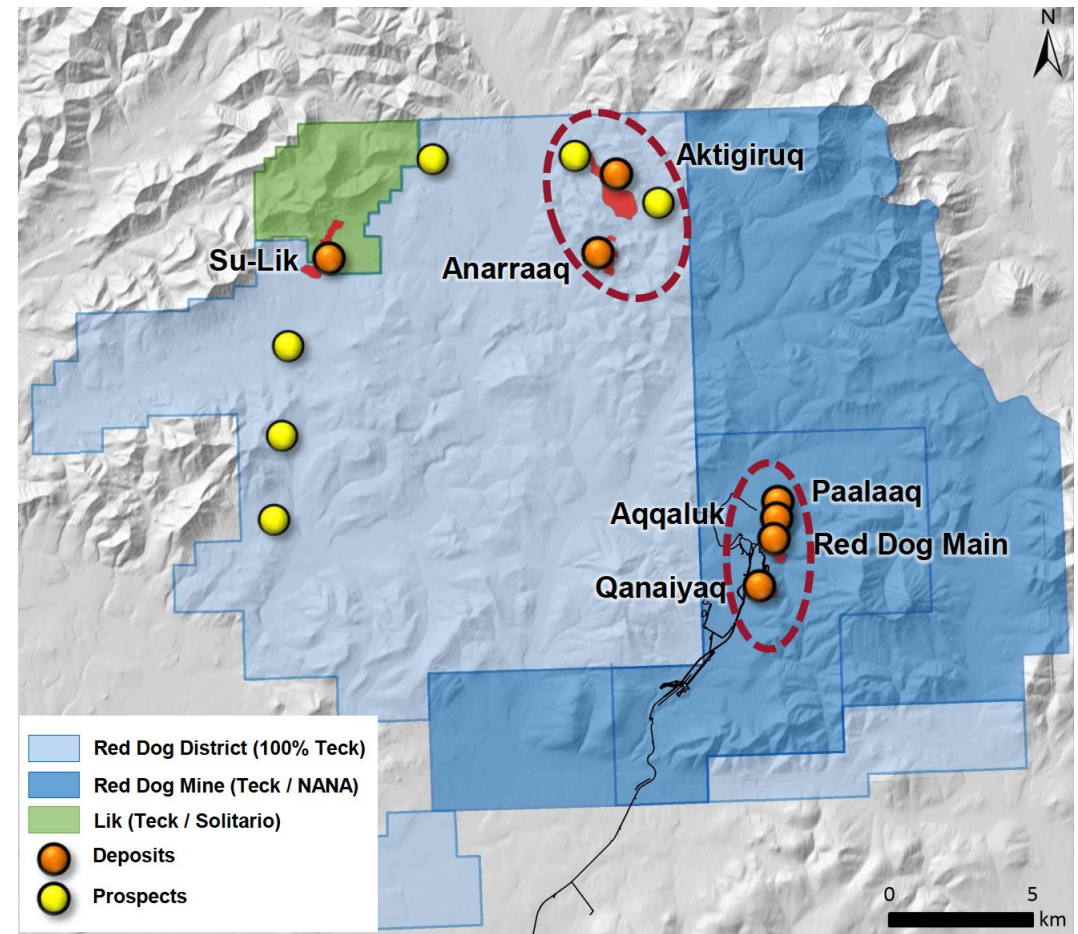 N
Aktigiruq
Su-Lik
Anarraaq
Paalaaq
Aqqaluk
Red Dog Main
Qanaiyaq
Red Dog District (100% Teck)
Red Dog Mine (Teck / NANA)
Lik (Teck / Solitario)
Deposits
Prospects
0 5
km